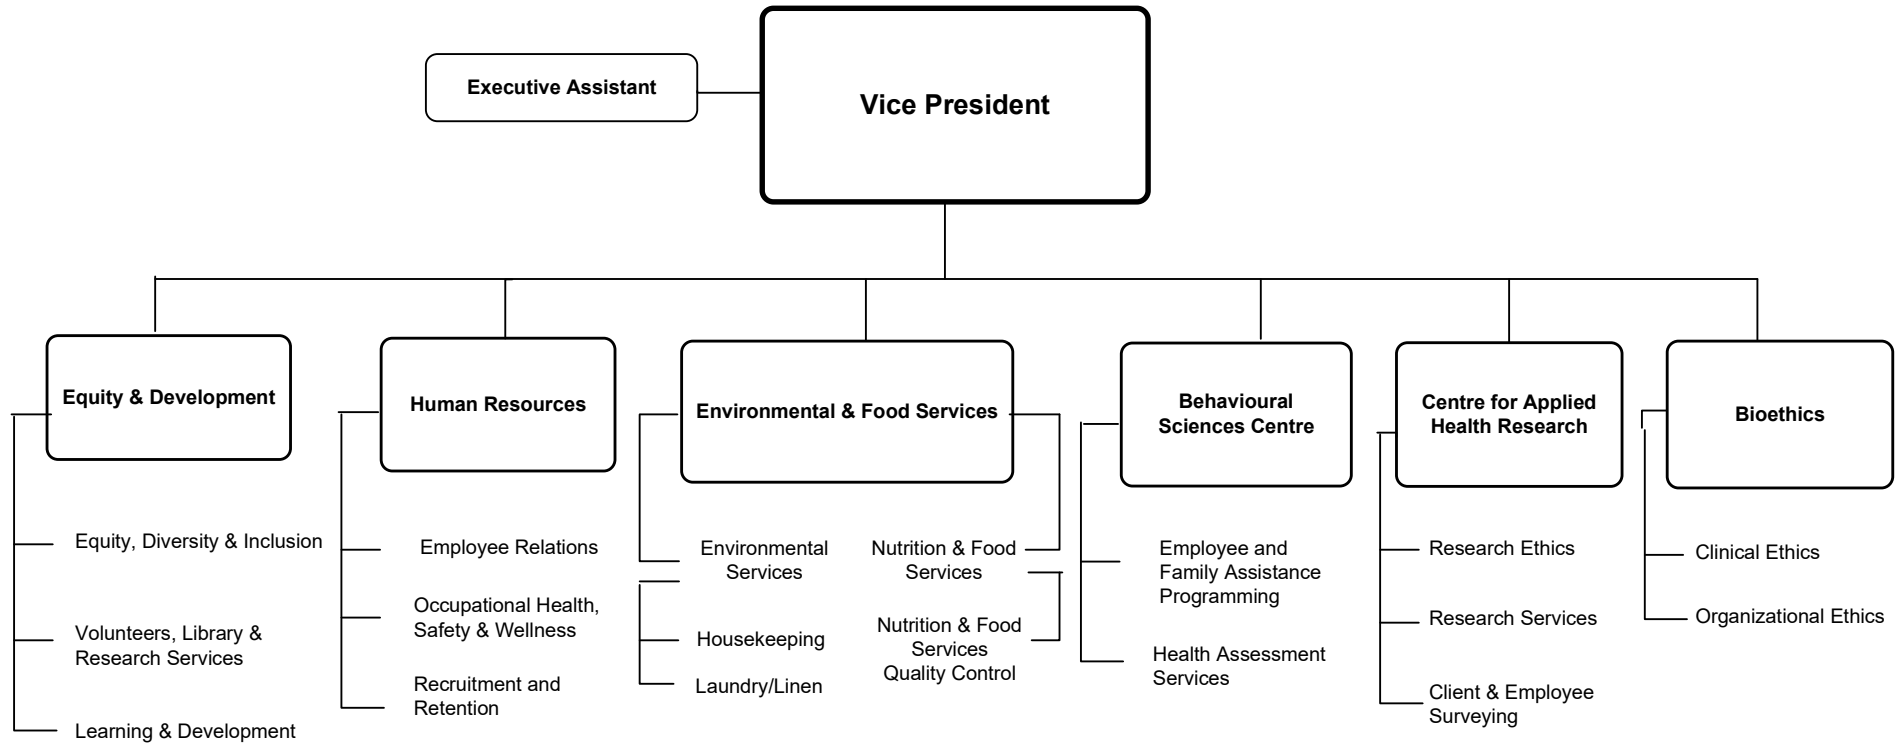 Executive Assistant
Vice President
Equity & Development
Human Resources
Environmental & Food Services
Behavioural
Sciences Centre
Centre for Applied
Health Research
Bioethics
Equity, Diversity & Inclusion
Volunteers, Library &
Research Services
Learning & Development
Employee Relations
Occupational Health,
Safety & Wellness
Recruitment and
Retention
Environmental
Services
Housekeeping
Laundry/Linen
Nutrition & Food
Services
Nutrition & Food
Services
Quality Control
Employee and
Family Assistance
Programming
Health Assessment
Services
Research Ethics
Research Services
Client & Employee
Surveying
Clinical Ethics
Organizational Ethics